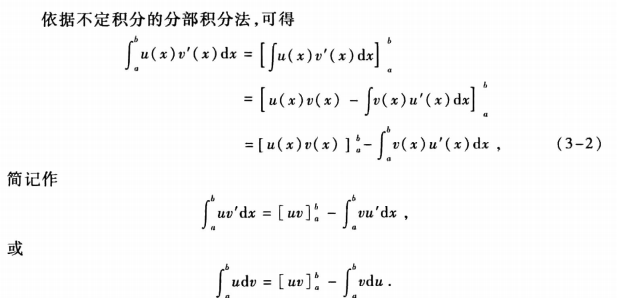 依据不定积分的分部积分法,可得
$\int_a^b u(x)v'(x)\mathrm{d}x = \left[\int u(x)v'(x)\mathrm{d}x\right]_a^b$
$= \left[u(x)v(x) - \int v(x)u'(x)\mathrm{d}x\right]_a^b$
$= [u(x)v(x)]_a^b - \int_a^b v(x)u'(x)\mathrm{d}x ,$ (3-2)
简记作
$\int_a^b uv'\mathrm{d}x = [uv]_a^b - \int_a^b vu'\mathrm{d}x ,$
或
$\int_a^b u\mathrm{d}v = [uv]_a^b - \int_a^b v\mathrm{d}u .$